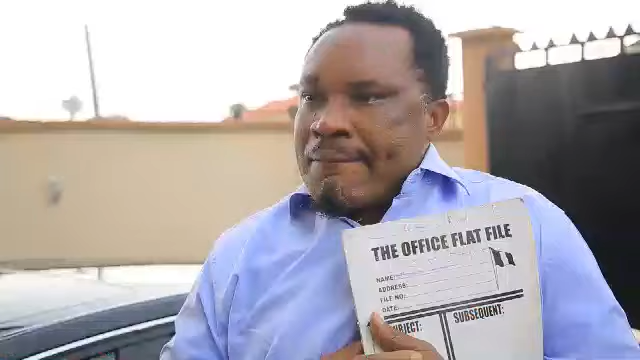 THE OFFICE FLAT FILE
NAME:
ADDRESS:
FILE NO:
DATE:
SUBJECT: SUBSEQUENT: